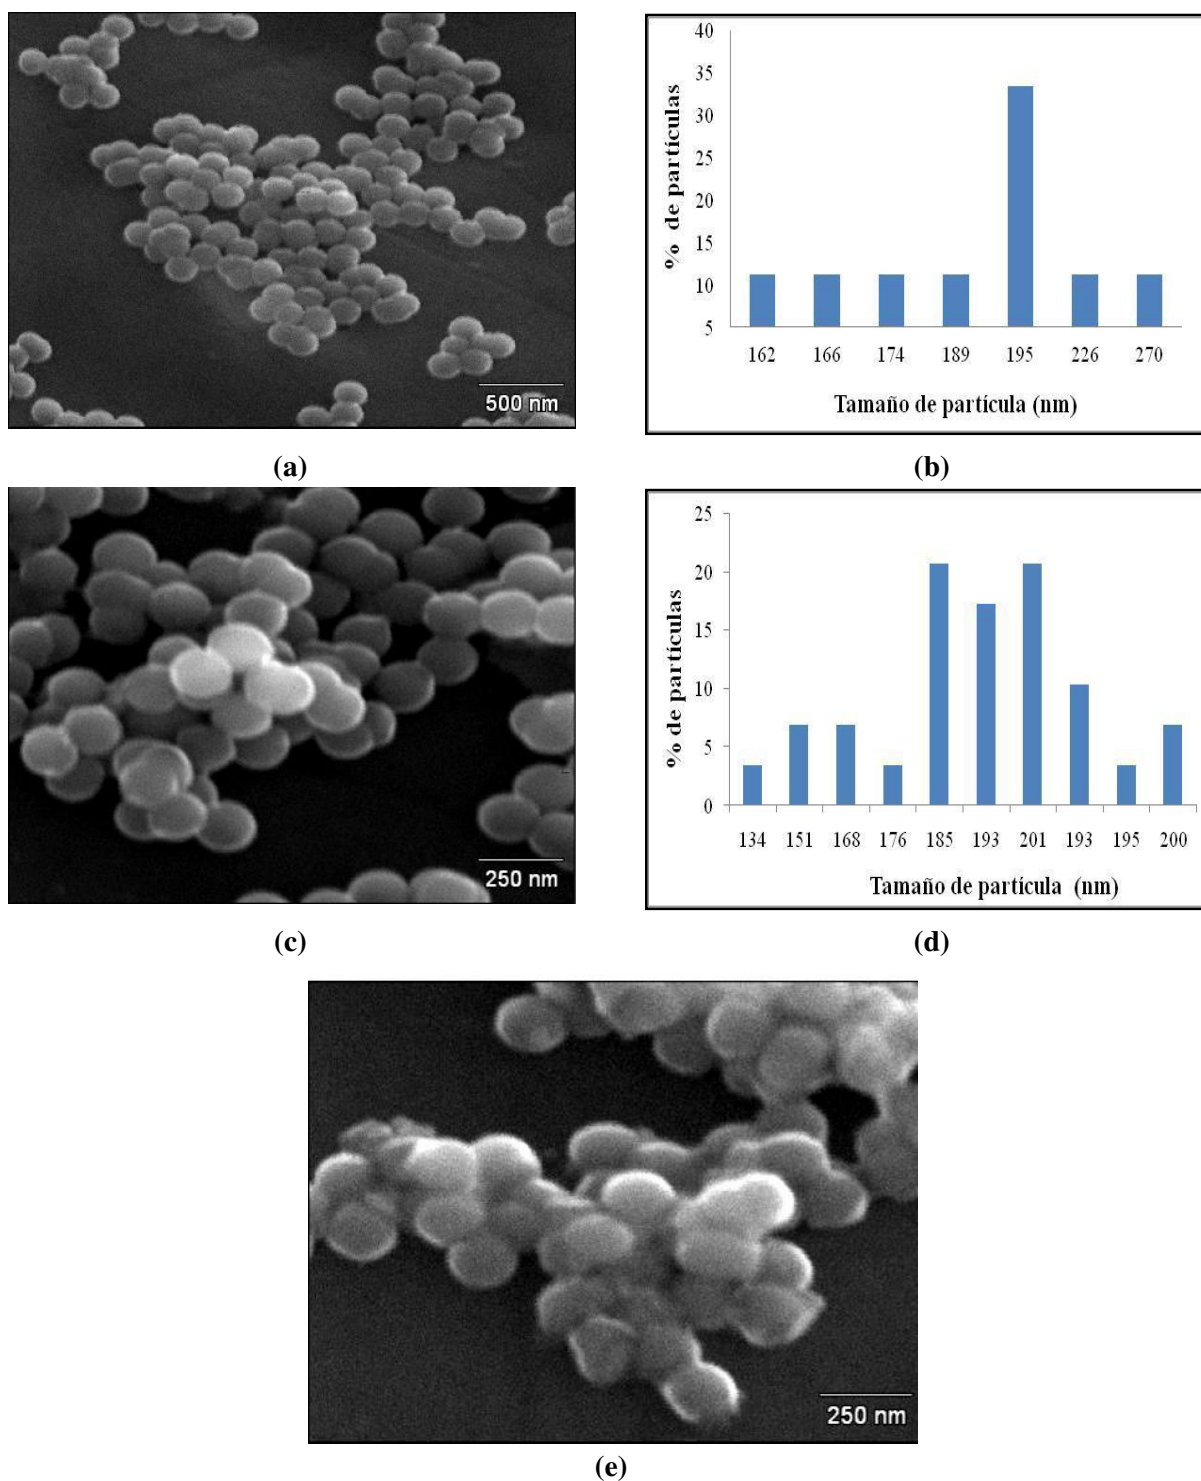 500 nm
40
35
30
25
20
15
10
5
% de partículas
162 166 174 189 195 226 270
Tamaño de partícula (nm)
(a)
(b)
250 nm
25
20
15
10
5
0
% de partículas
134 151 168 176 185 193 201 193 195 200
Tamaño de partícula (nm)
(c)
(d)
250 nm
(e)